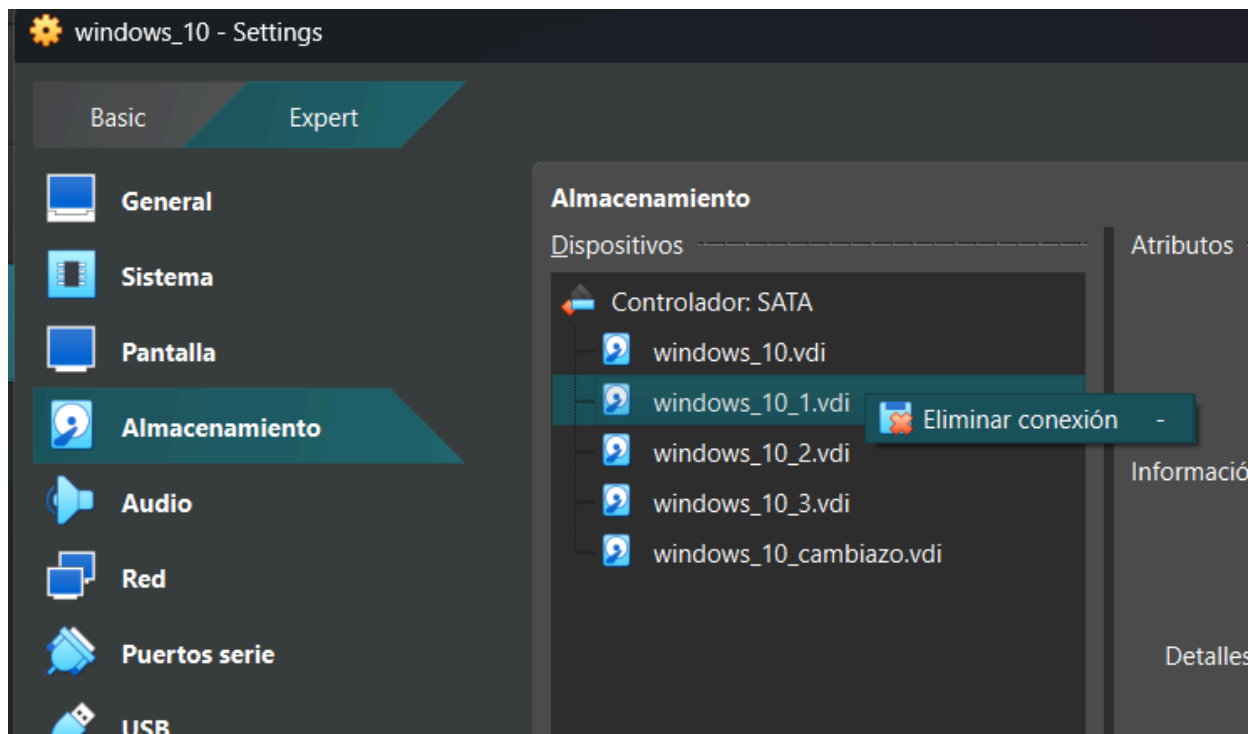 windows_10 - Settings
Basic
Expert
General
Sistema
Pantalla
Almacenamiento
Audio
Red
Puertos serie
USB
Almacenamiento
Dispositivos
Controlador: SATA
windows_10.vdi
windows_10_1.vdi
Eliminar conexión -
windows_10_2.vdi
windows_10_3.vdi
windows_10_cambiazo.vdi
Atributos
Informació
Detalles